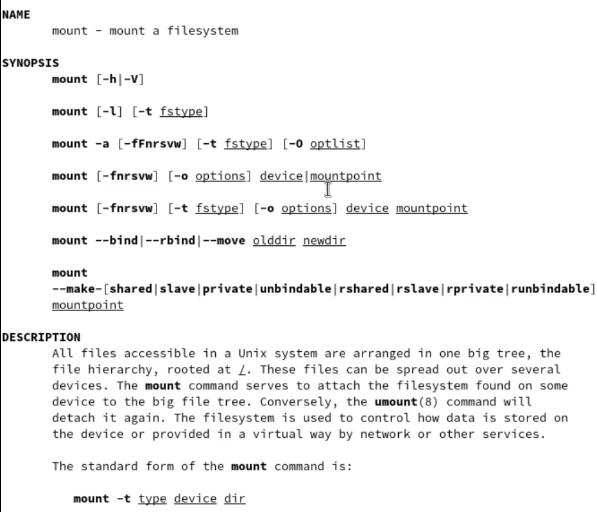 NAME
mount - mount a filesystem
SYNOPSIS
mount [-h|-V]
mount [-l] [-t fstype]
mount -a [-fFnrsvw] [-t fstype] [-O optlist]
mount [-fnrsvw] [-o options] device|mountpoint
mount [-fnrsvw] [-t fstype] [-o options] device mountpoint
mount --bind|--rbind|--move olddir newdir
mount
--make-[shared|slave|private|unbindable|rshared|rslave|rprivate|runbindable]
mountpoint
DESCRIPTION
All files accessible in a Unix system are arranged in one big tree, the
file hierarchy, rooted at /. These files can be spread out over several
devices. The mount command serves to attach the filesystem found on some
device to the big file tree. Conversely, the umount(8) command will
detach it again. The filesystem is used to control how data is stored on
the device or provided in a virtual way by network or other services.
The standard form of the mount command is:
mount -t type device dir